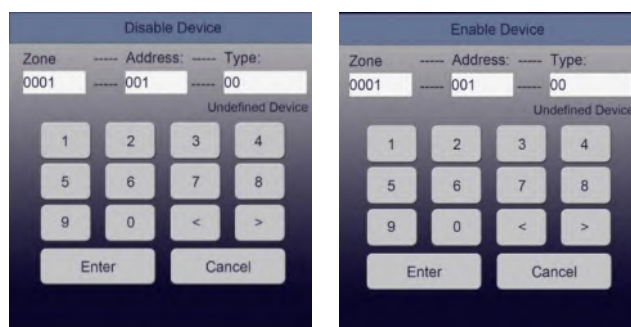 Disable Device
Zone ----- Address: ----- Type:
0001 ----- 001 ----- 00
Undefined Device
1 2 3 4
5 6 7 8
9 0 < >
Enter Cancel
Enable Device
Zone ----- Address: ----- Type:
0001 ----- 001 ----- 00
Undefined Device
1 2 3 4
5 6 7 8
9 0 < >
Enter Cancel